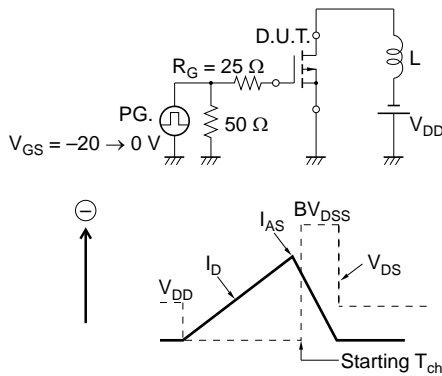 D.U.T.
R_G = 25 Ω
L
PG.
50 Ω
V_DD
V_GS = –20 → 0 V
⊖
I_AS
BV_DSS
I_D
V_DS
V_DD
Starting T_ch